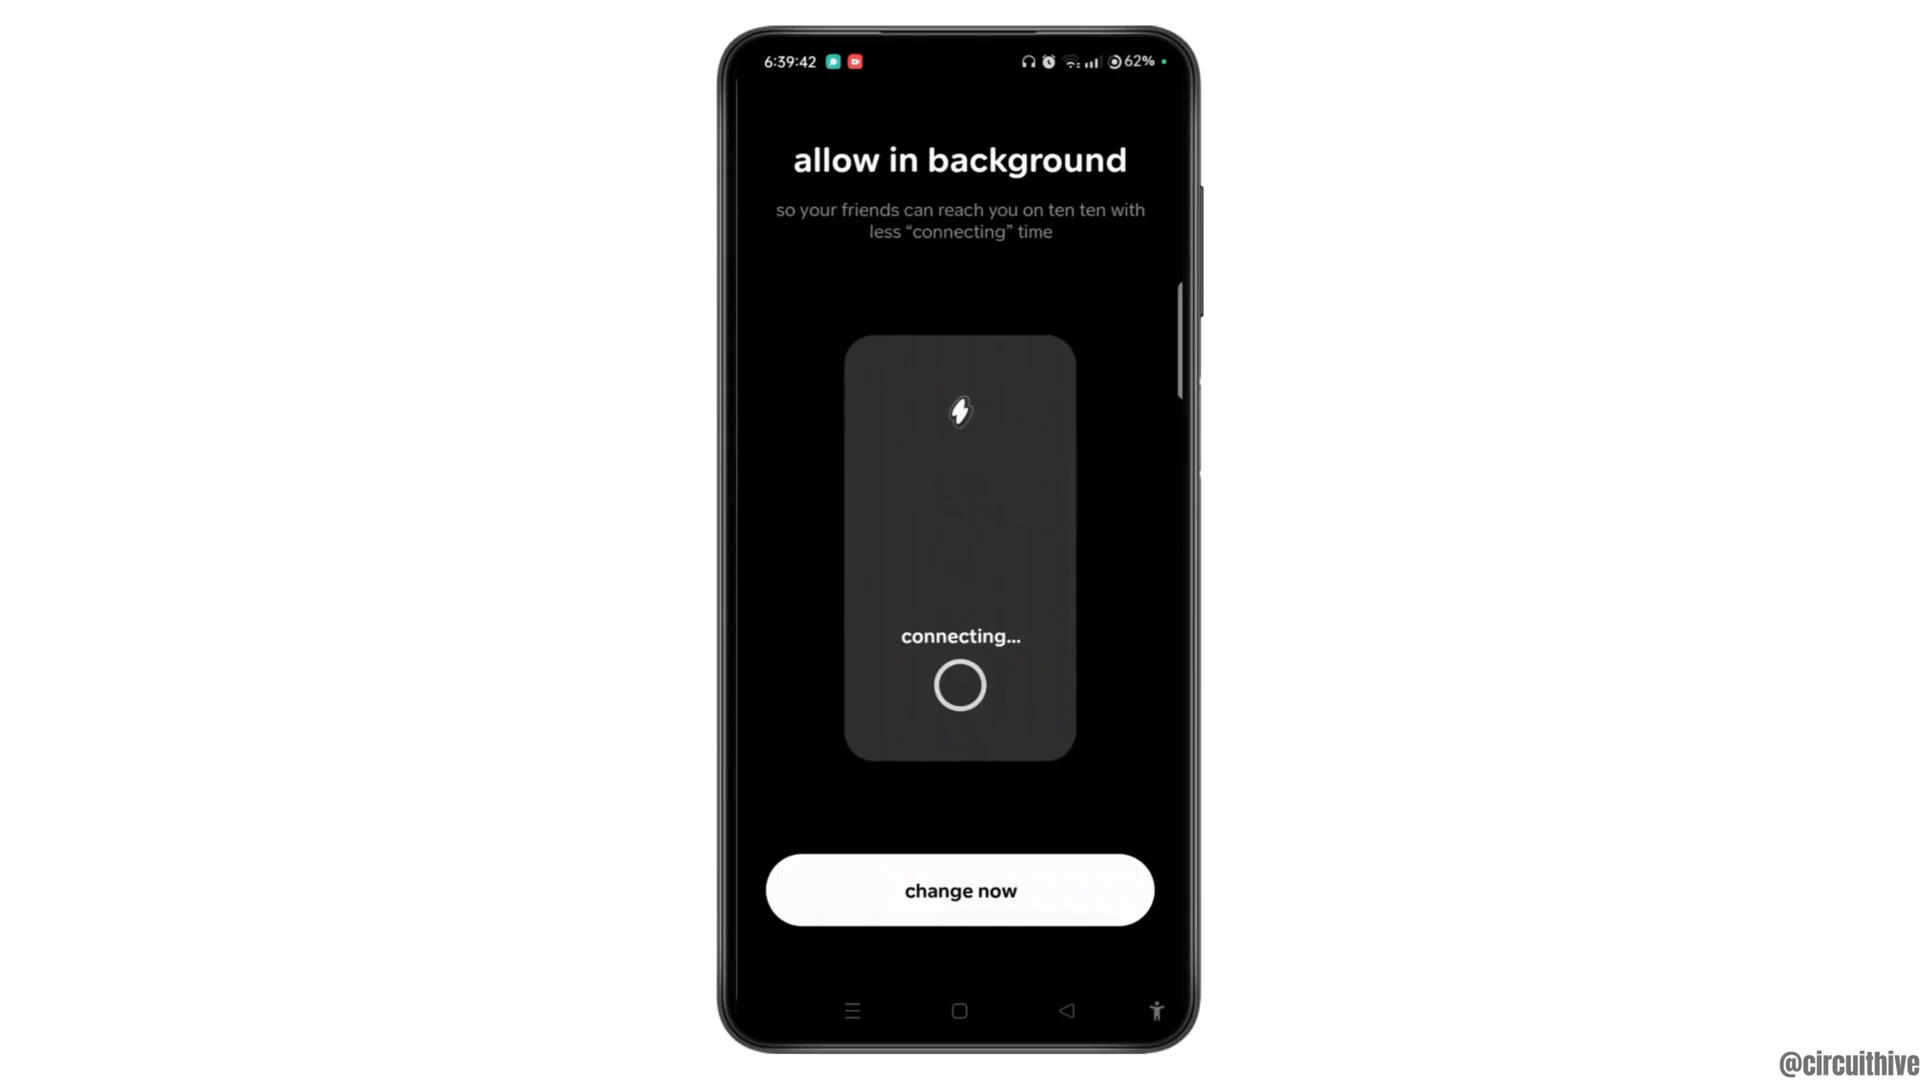 6:39:42 62%
allow in background
so your friends can reach you on ten ten with
less “connecting” time
connecting...
change now
@circuithive